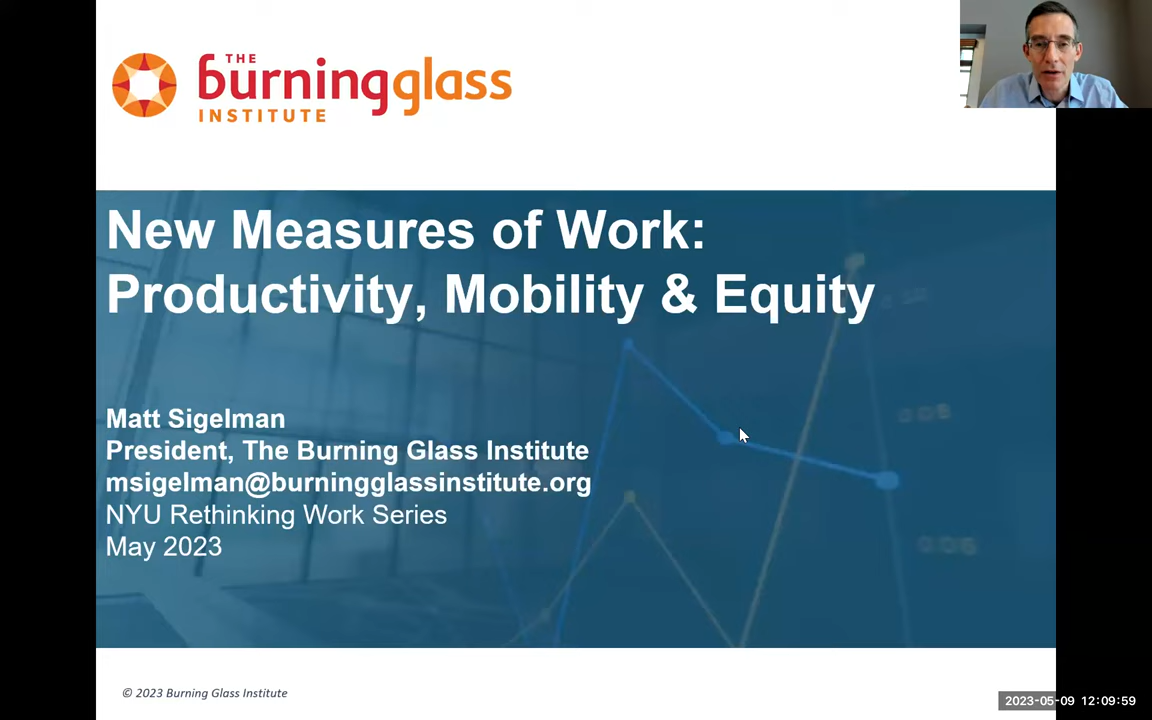 THE
burningglass
INSTITUTE
New Measures of Work:
Productivity, Mobility & Equity
Matt Sigelman
President, The Burning Glass Institute
msigelman@burningglassinstitute.org
NYU Rethinking Work Series
May 2023
© 2023 Burning Glass Institute
2023-05-09 12:09:59